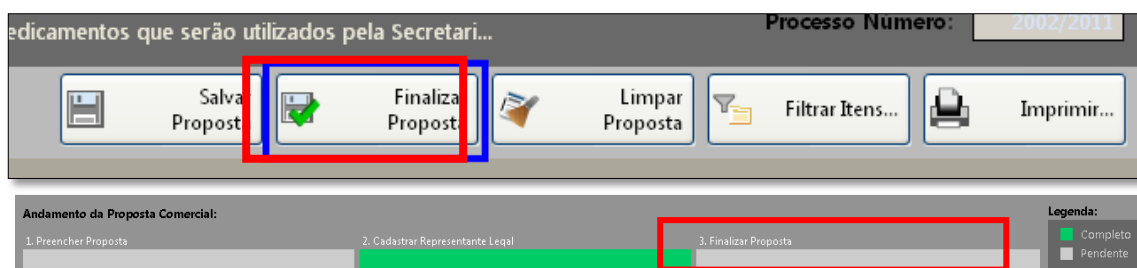 edicamentos que serão utilizados pela Secretari...
Processo Número: 2002/2011
Salva
Propost
Finaliza
Proposta
Limpar
Proposta
Filtrar Itens...
Imprimir...
Andamento da Proposta Comercial:
Legenda:
1. Preencher Proposta
2. Cadastrar Representante Legal
3. Finalizar Proposta
Completo
Pendente